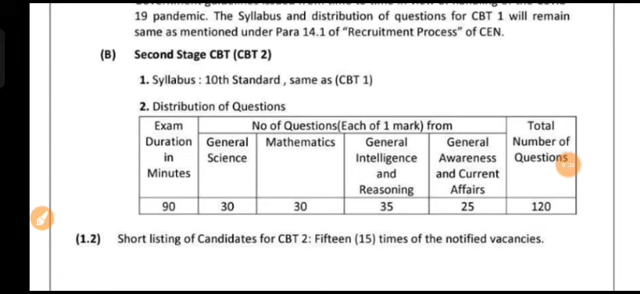 19 pandemic. The Syllabus and distribution of questions for CBT 1 will remain
same as mentioned under Para 14.1 of "Recruitment Process" of CEN.
(B) Second Stage CBT (CBT 2)
1. Syllabus : 10th Standard , same as (CBT 1)
2. Distribution of Questions
Exam Duration in Minutes
No of Questions(Each of 1 mark) from
Total Number of Questions
General Science
Mathematics
General Intelligence and Reasoning
General Awareness and Current Affairs
90 30 30 35 25 120
(1.2) Short listing of Candidates for CBT 2: Fifteen (15) times of the notified vacancies.